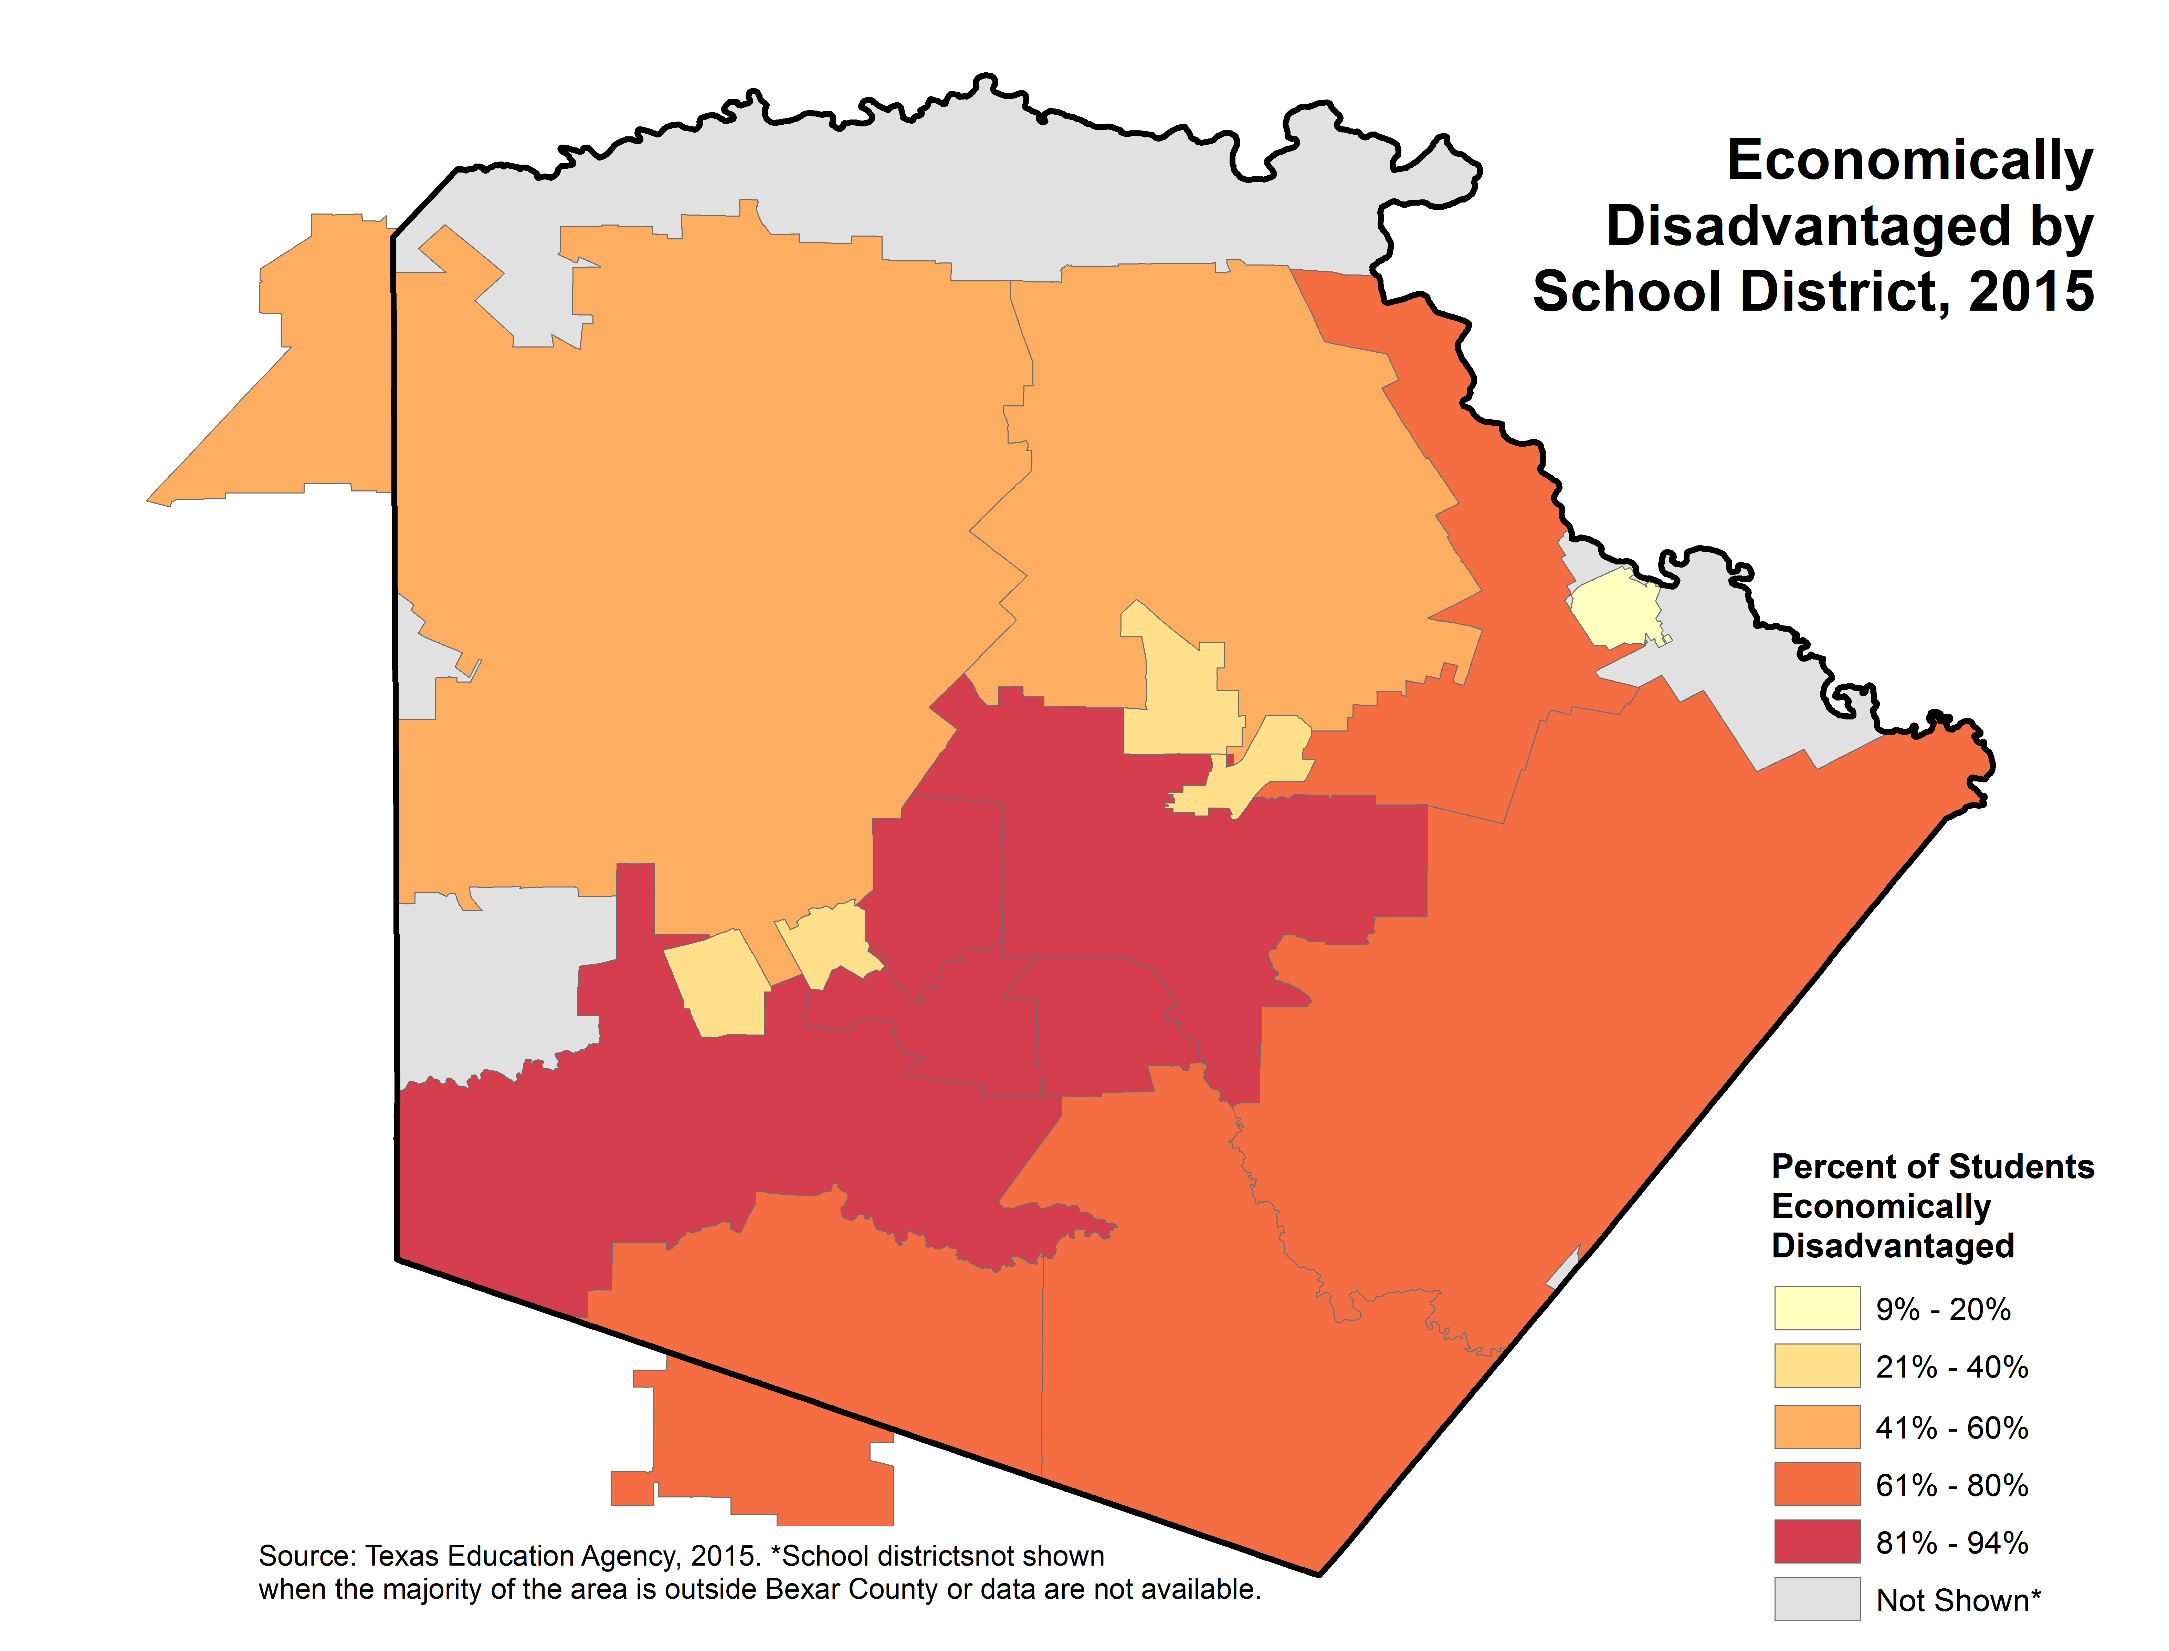 Economically
Disadvantaged by
School District, 2015
Percent of Students
Economically
Disadvantaged
9% - 20%
21% - 40%
41% - 60%
61% - 80%
81% - 94%
Not Shown*
Source: Texas Education Agency, 2015. *School districtsnot shown
when the majority of the area is outside Bexar County or data are not available.